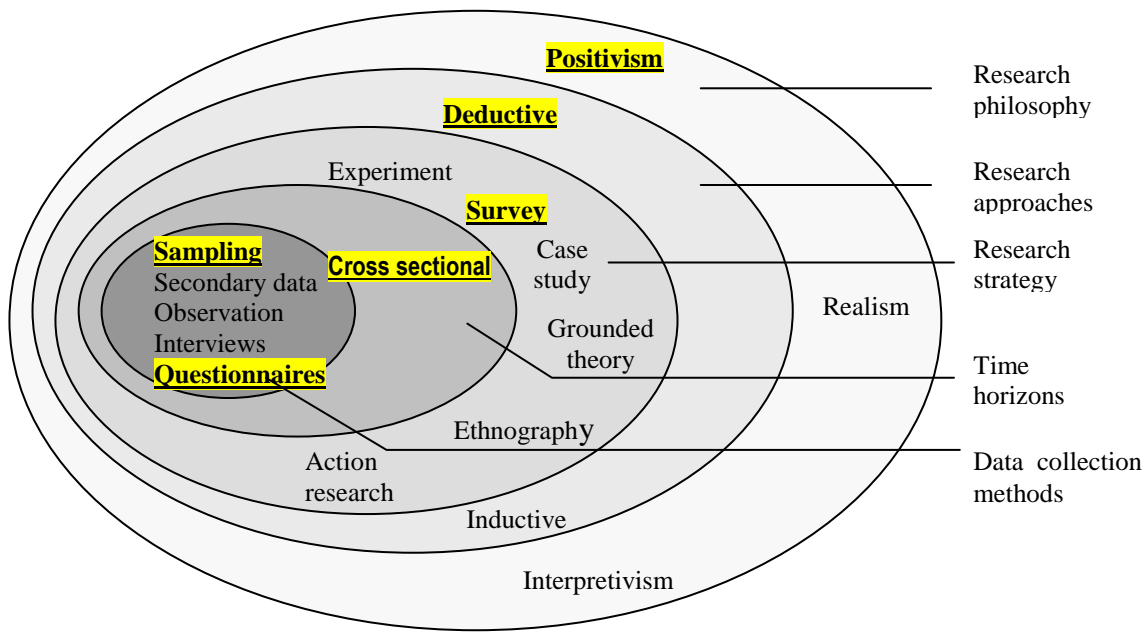 Positivism
Deductive
Experiment
Survey
Case
study
Grounded
theory
Ethnography
Action
research
Inductive
Interpretivism
Realism
Cross sectional
Sampling
Secondary data
Observation
Interviews
Questionnaires
Research
philosophy
Research
approaches
Research
strategy
Time
horizons
Data collection
methods